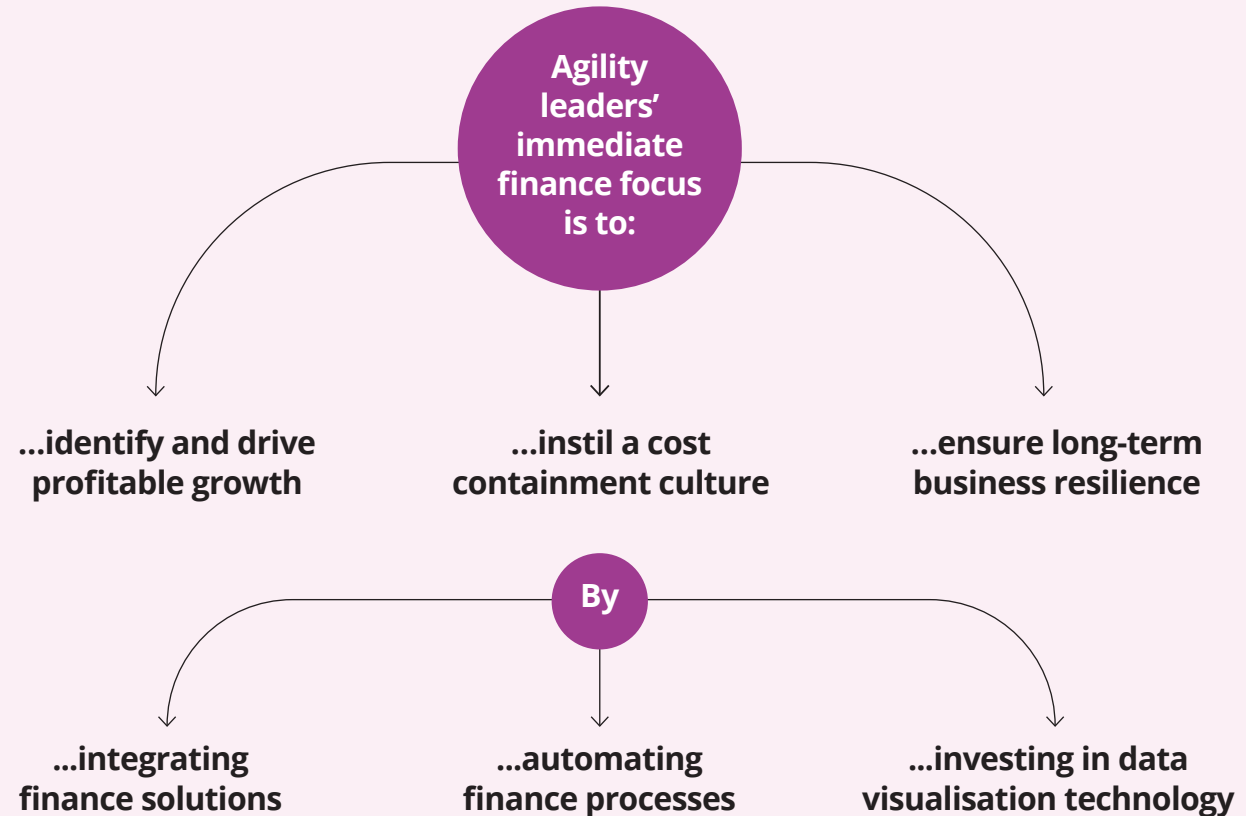 Agility
leaders’
immediate
finance focus
is to:
...identify and drive
profitable growth
...instil a cost
containment culture
...ensure long-term
business resilience
By
...integrating
finance solutions
...automating
finance processes
...investing in data
visualisation technology